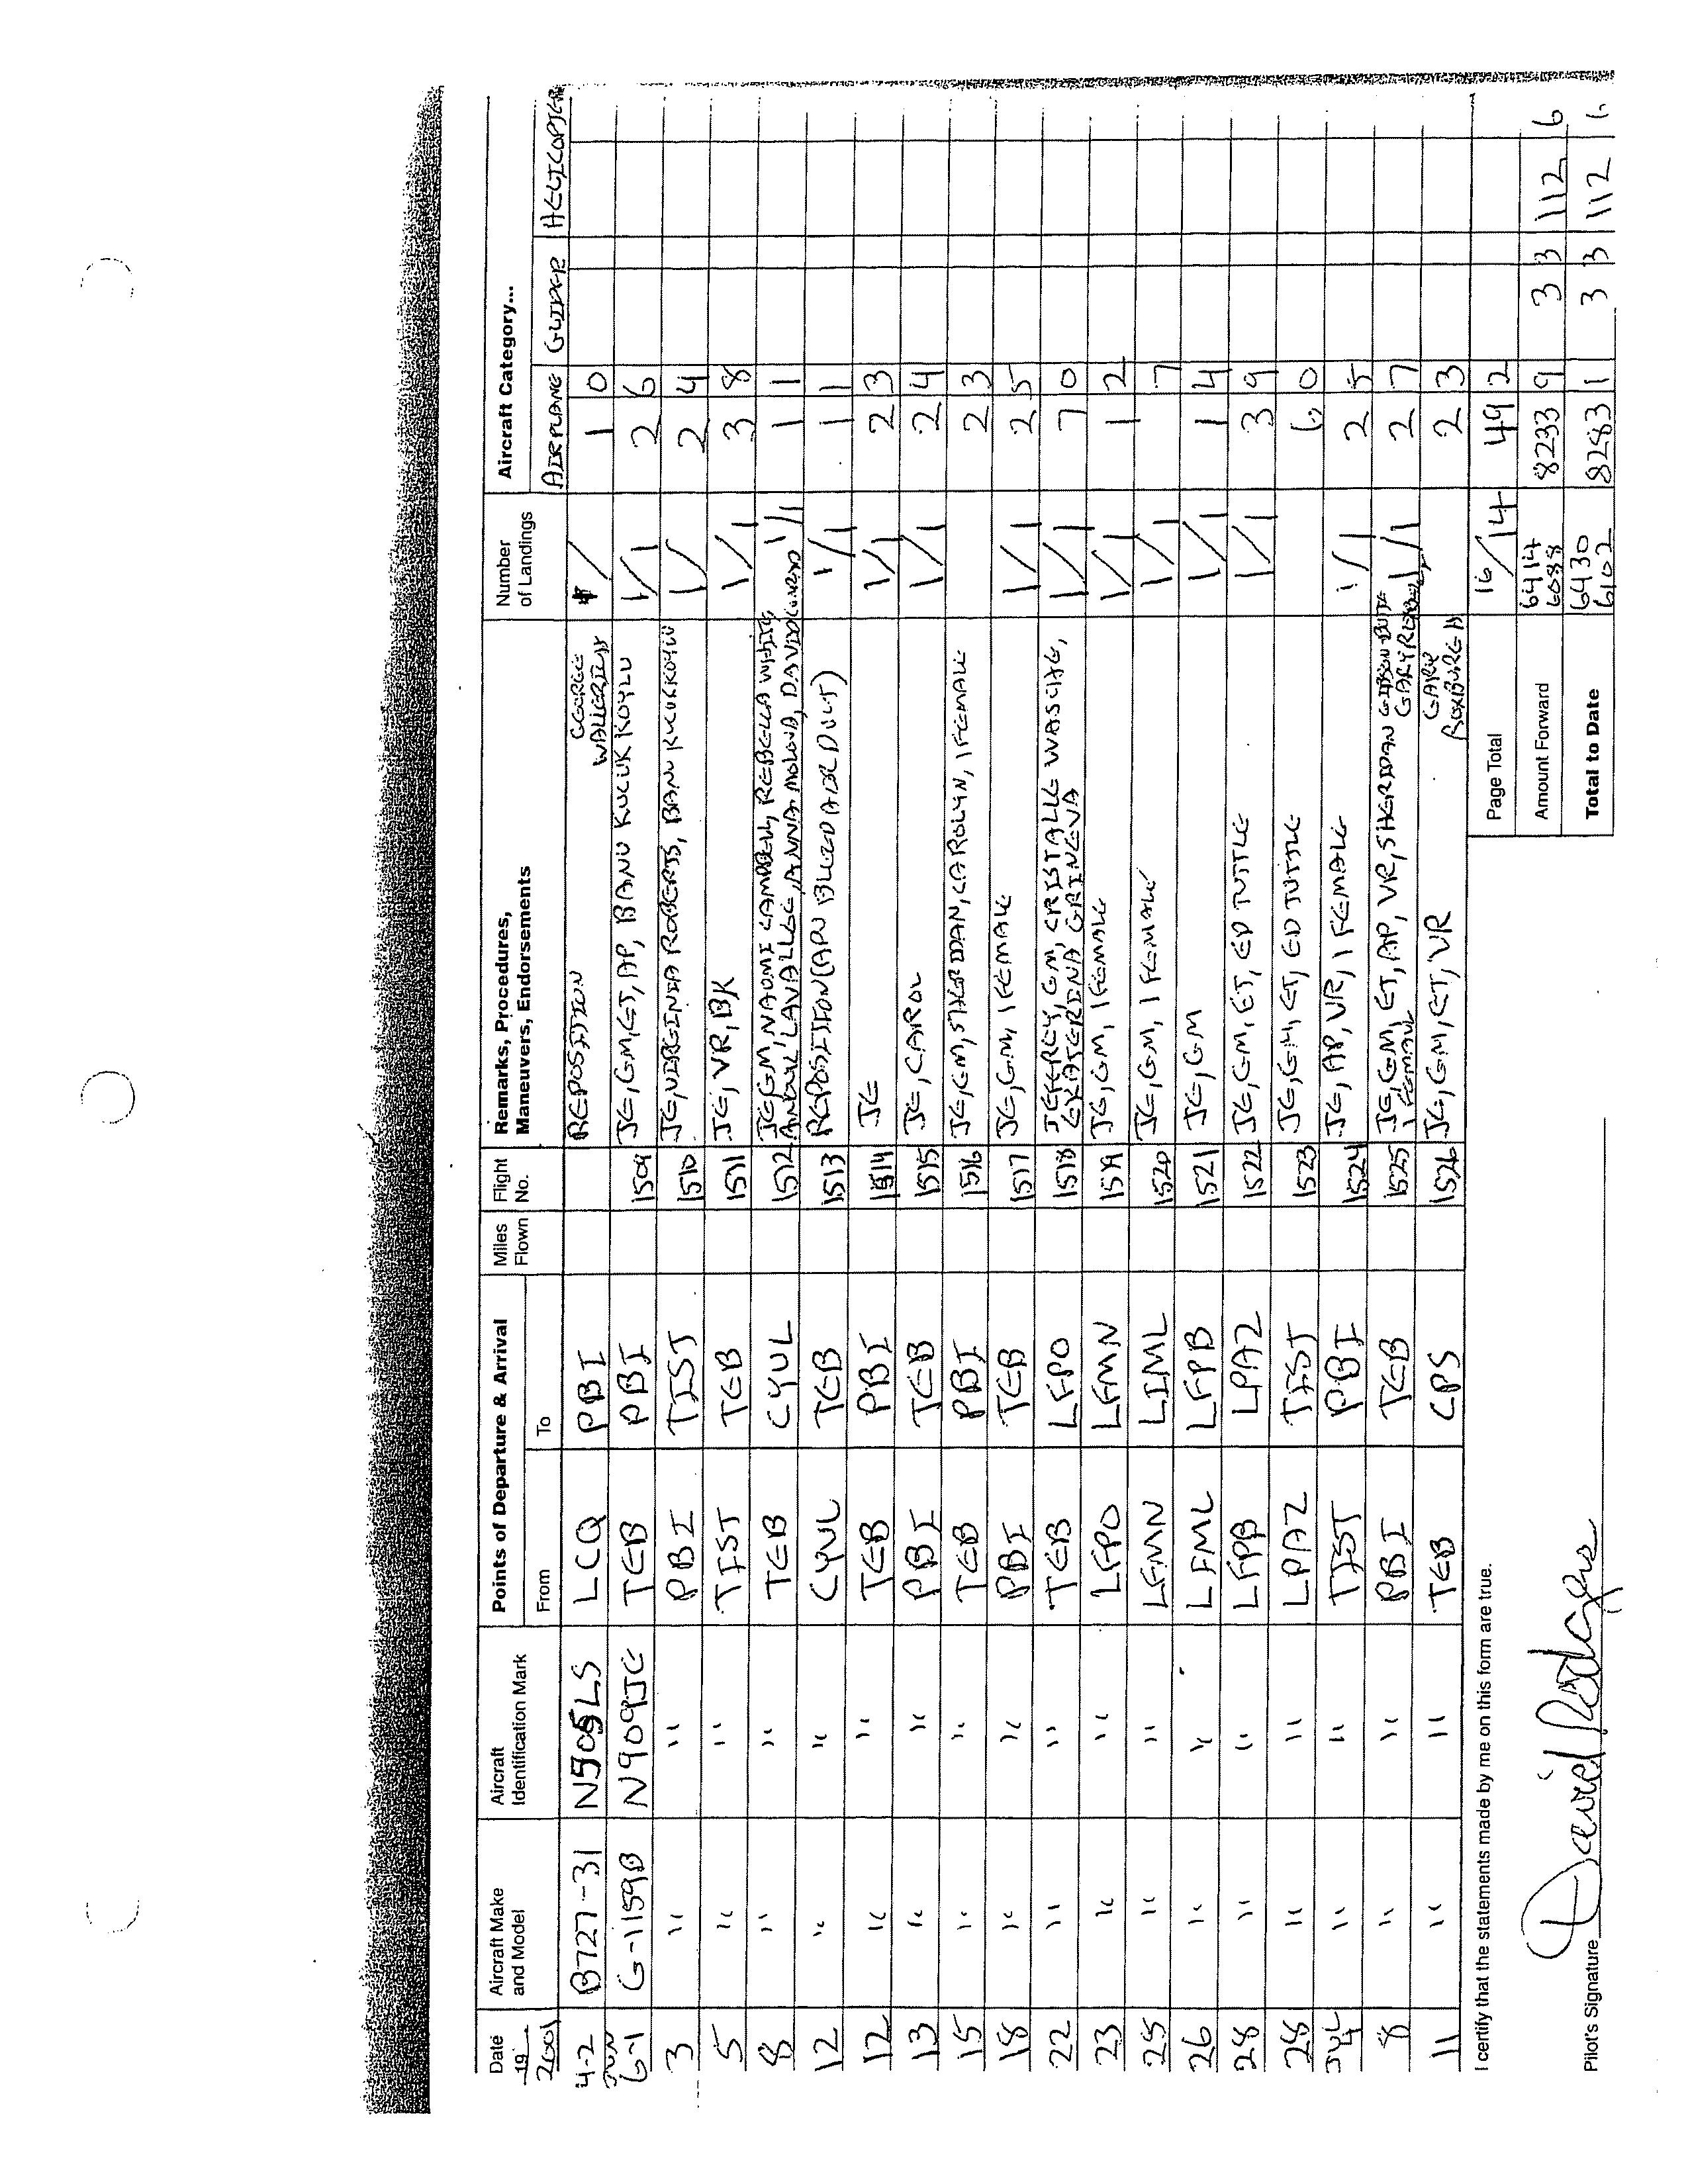 Date Aircraft Make Aircraft Points of Departure & Arrival Miles Flight Remarks, Procedures, Number Aircraft Category...
19 and Model Identification Mark From To Flown No. Maneuvers, Endorsements of Landings AIRPLANE GLIDER HELICOPTER
2001
4-2 B727-31 N505LS LCQ PBI REPOSITION GEORGE / 1 0
JUN
6-1 G-1159B N909JE TEB PBI 1509 JE, GM, ET, AP, BANU KUCUKKOYLU 1/1 2 6
3 " " PBI TIST 1510 JE, VIRGINIA ROBERTS, BANU KUCUKKOYLU 1/ 2 4
5 " " TIST TEB 1511 JE, VR, BK 1/1 3 8
8 " " TEB CYUL 1512 JE, GM, NAOMI CAMPBELL, REBECCA WHITE, 1/1 1 1
LAVALLEE, ANNA MOLOVA, DAVID
12 " " CYUL TEB 1513 REPOSITION (APU BLEED AIR DUCT) 1/1 1 1
12 " " TEB PBI 1514 JE 1/1 2 3
13 " " PBI TEB 1515 JE, CAROL 1/1 2 4
15 " " TEB PBI 1516 JE, GM, SHERIDAN, CAROLYN, 1 FEMALE 2 3
18 " " PBI TEB 1517 JE, GM, 1 FEMALE 1/1 2 5
22 " " TEB LFPO 1518 JEFFREY, GM, CRISTALLE WASCHE, 1/1 7 0
EKATERINA GRINEVA
23 " " LFPO LFMN 1519 JE, GM, 1 FEMALE 1/1 1 2
25 " " LFMN LIML 1520 JE, GM, 1 FEMALE 1/1 7
26 " " LIML LFPB 1521 JE, GM 1/1 1 4
28 " " LFPB LPAZ 1522 JE, GM, ET, ED TUTTLE 1/1 3 9
28 " " LPAZ TIST 1523 JE, GM, ET, ED TUTTLE 6 0
JUL
4 " " TIST PBI 1524 JE, AP, VR, 1 FEMALE 1/1 2 5
8 " " PBI TEB 1525 JE, GM, ET, AP, VR, SHERIDAN GIBSON-BUTTE 1/1 2 7
1 FEMALE GARY
11 " " TEB CPS 1526 JE, GM, ET, VR GARY ROXBURGH 2 3
I certify that the statements made by me on this form are true.
Page Total 16/14 49 2
Amount Forward 6414 6088 8233 9 3 3 112 6
Total to Date 6430 6102 8283 1 3 3 112
Pilot's Signature David Rodgers